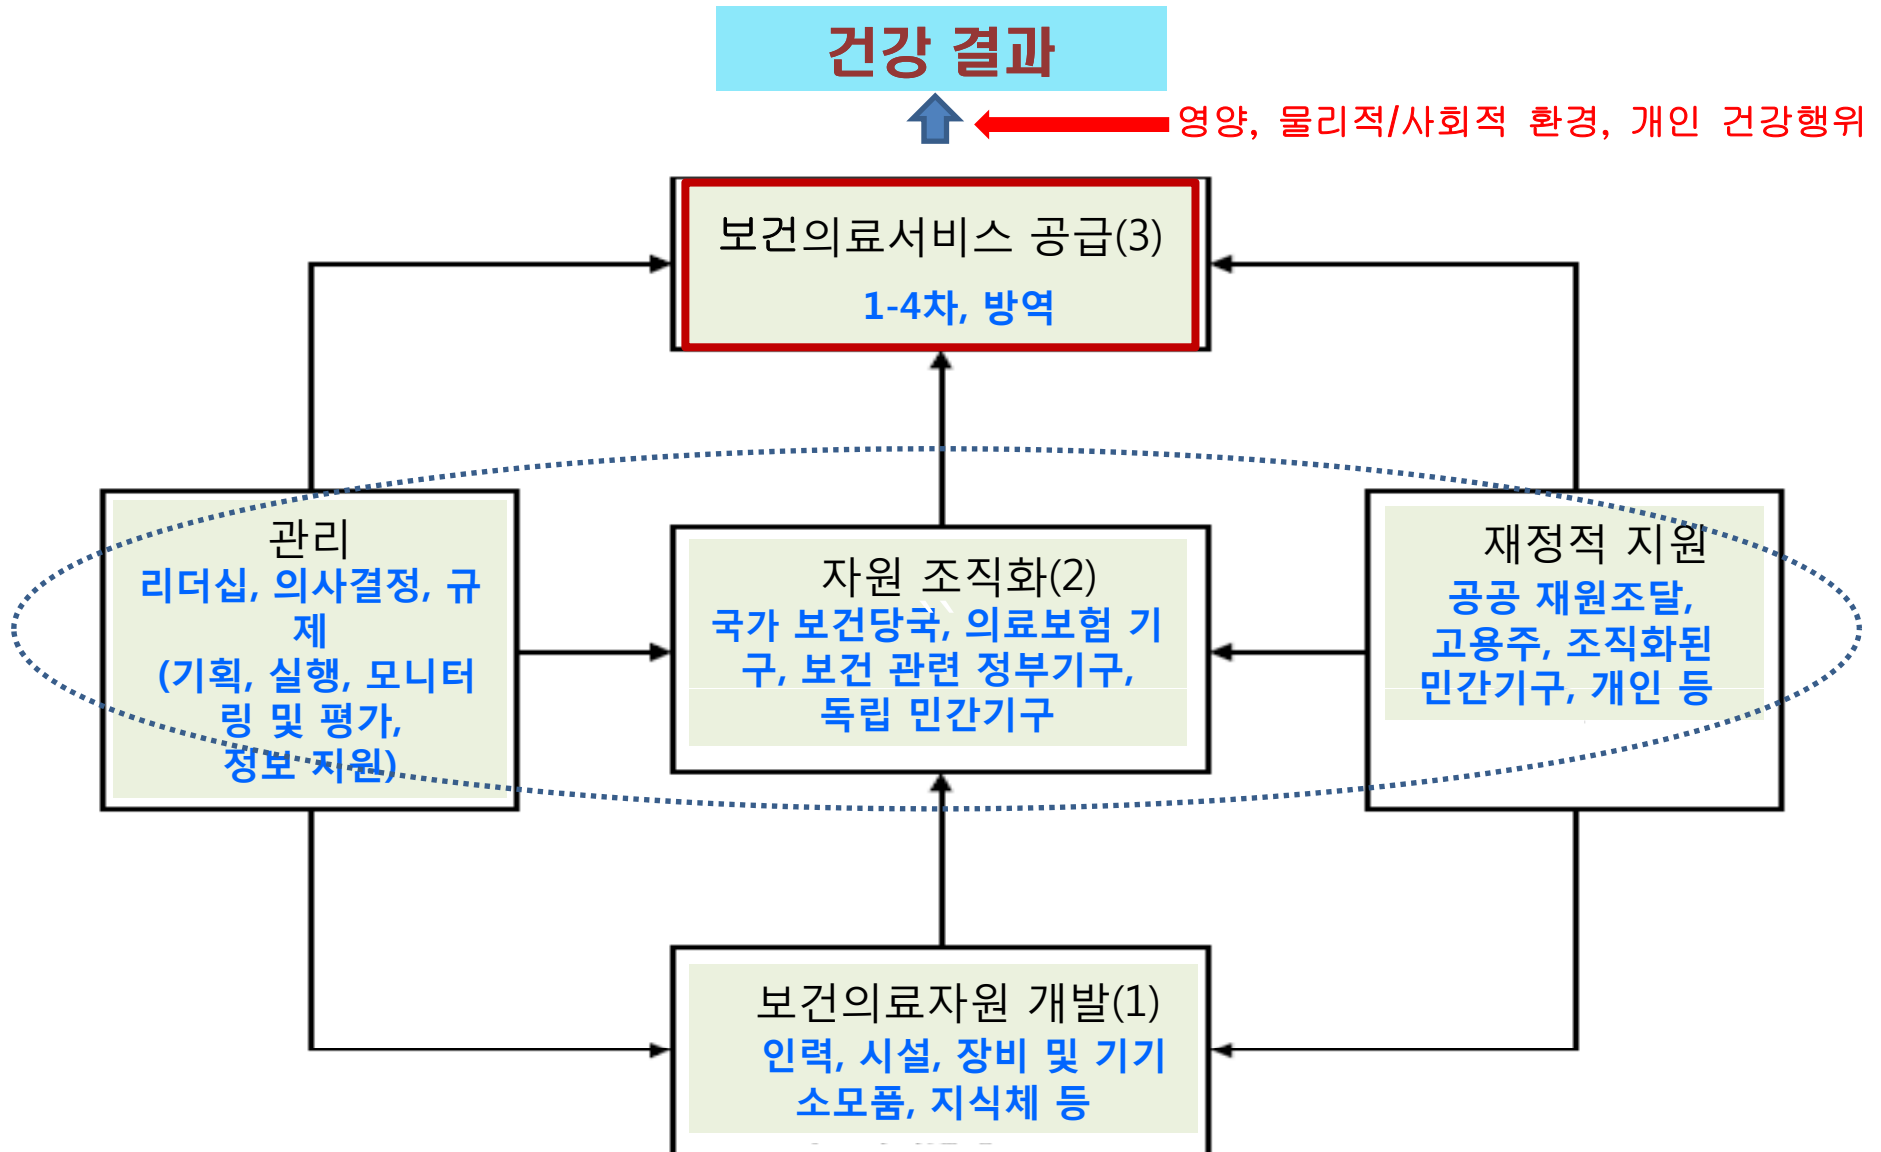 건강 결과
영양, 물리적/사회적 환경, 개인 건강행위
보건의료서비스 공급(3)
1-4차, 방역
관리
리더십, 의사결정, 규
제
(기획, 실행, 모니터
링 및 평가,
정보 지원)
자원 조직화(2)
국가 보건당국, 의료보험 기
구, 보건 관련 정부기구,
독립 민간기구
재정적 지원
공공 재원조달,
고용주, 조직화된
민간기구, 개인 등
보건의료자원 개발(1)
인력, 시설, 장비 및 기기
소모품, 지식체 등